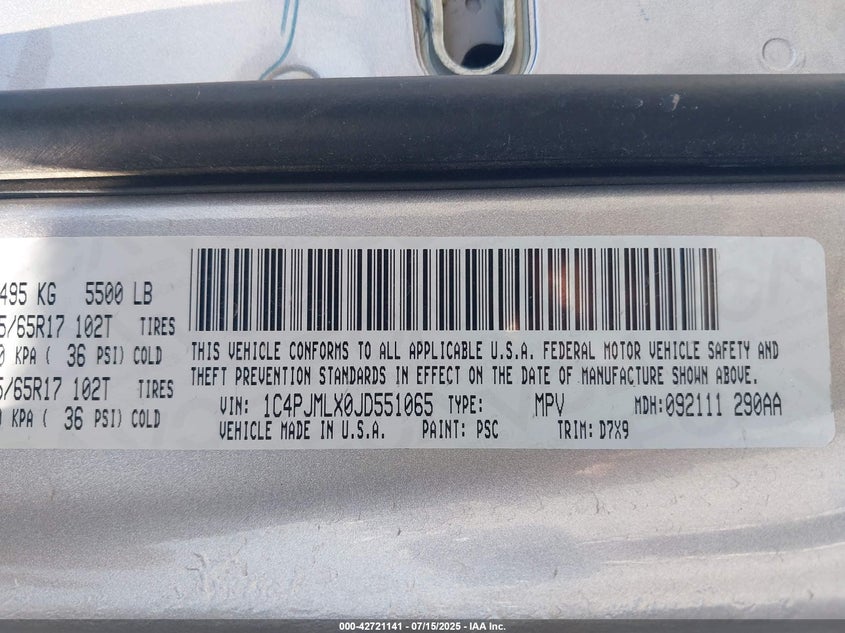 495 KG 5500 LB
5/65R17 102T TIRES
0 KPA ( 36 PSI) COLD
5/65R17 102T TIRES
0 KPA ( 36 PSI) COLD
THIS VEHICLE CONFORMS TO ALL APPLICABLE U.S.A. FEDERAL MOTOR VEHICLE SAFETY AND
THEFT PREVENTION STANDARDS IN EFFECT ON THE DATE OF MANUFACTURE SHOWN ABOVE.
VIN: 1C4PJMLX0JD551065 TYPE: MPV MDH:092111 290AA
VEHICLE MADE IN U.S.A. PAINT: PSC TRIM: D7X9
000-42721141 - 07/15/2025 - IAA Inc.